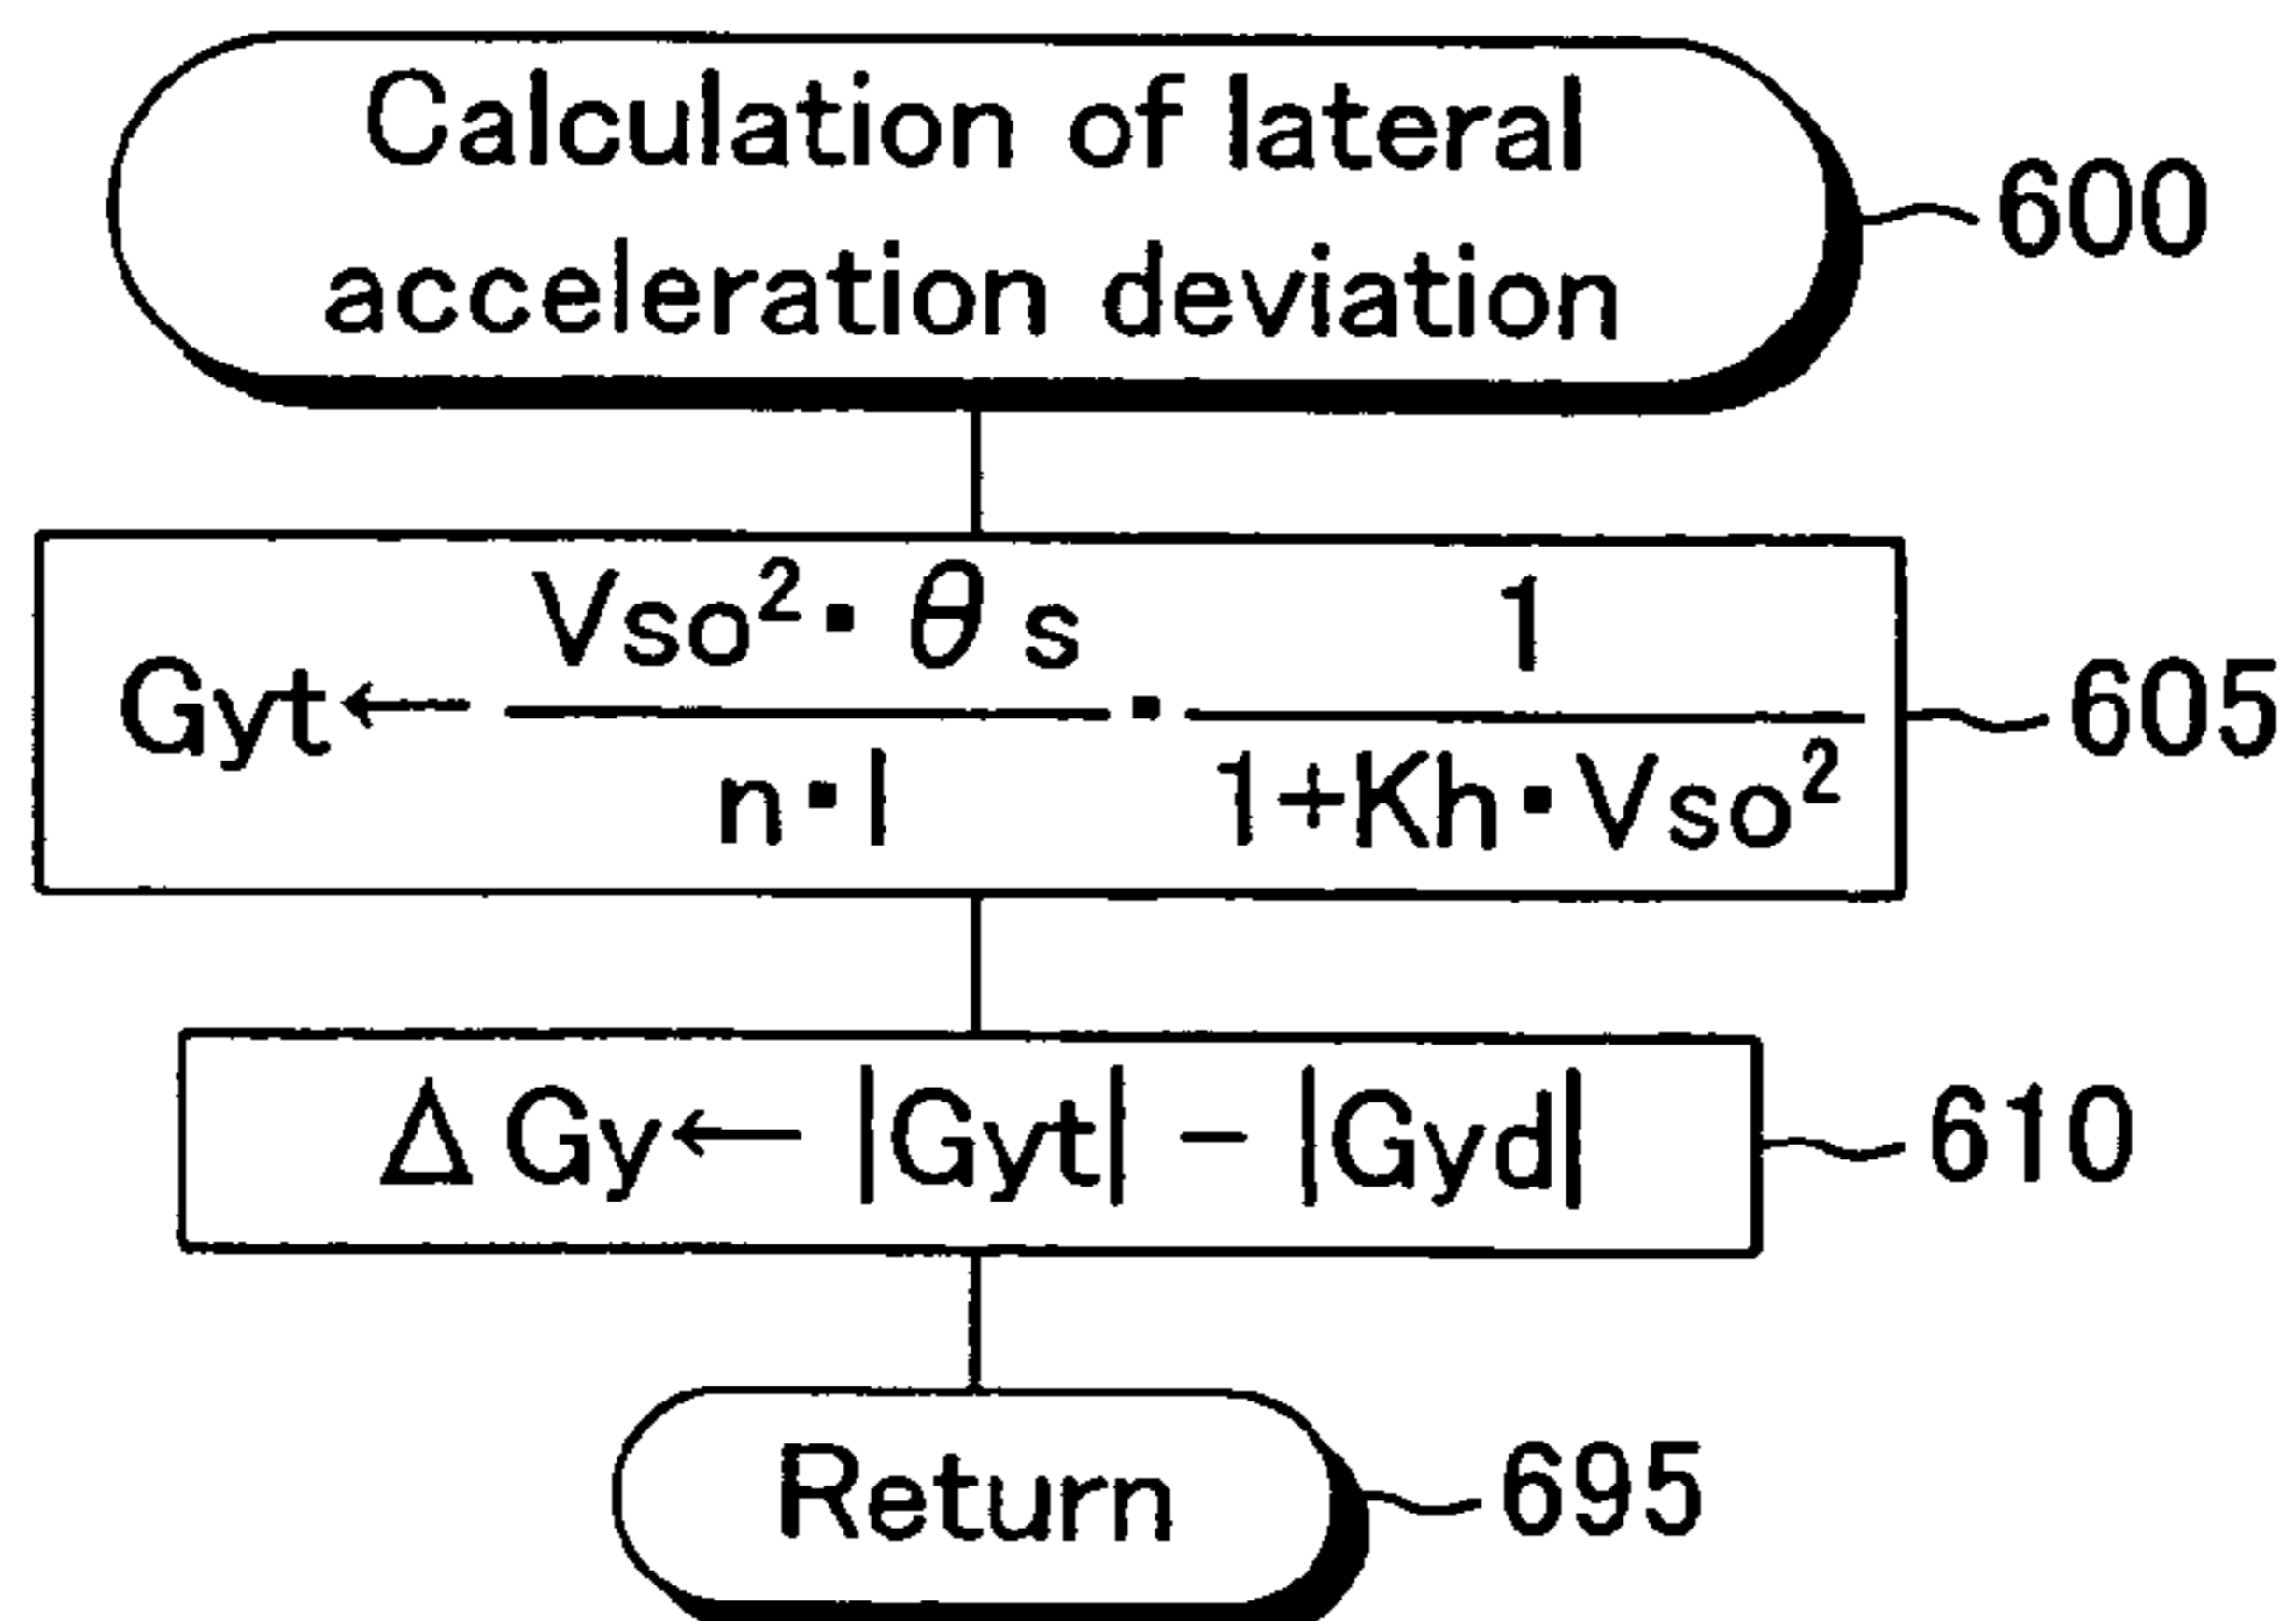 Calculation of lateral
acceleration deviation
600
Gyt← Vso²・θs / n・l ・ 1 / 1+Kh・Vso²
605
ΔGy← |Gyt| − |Gyd|
610
Return
695